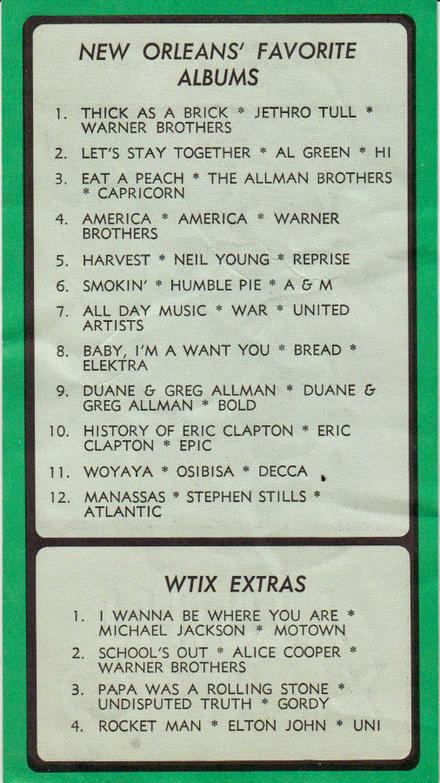 NEW ORLEANS' FAVORITE
ALBUMS
1. THICK AS A BRICK * JETHRO TULL *
WARNER BROTHERS
2. LET'S STAY TOGETHER * AL GREEN * HI
3. EAT A PEACH * THE ALLMAN BROTHERS
* CAPRICORN
4. AMERICA * AMERICA * WARNER
BROTHERS
5. HARVEST * NEIL YOUNG * REPRISE
6. SMOKIN' * HUMBLE PIE * A & M
7. ALL DAY MUSIC * WAR * UNITED
ARTISTS
8. BABY, I'M A WANT YOU * BREAD *
ELEKTRA
9. DUANE & GREG ALLMAN * DUANE &
GREG ALLMAN * BOLD
10. HISTORY OF ERIC CLAPTON * ERIC
CLAPTON * EPIC
11. WOYAYA * OSIBISA * DECCA
12. MANASSAS * STEPHEN STILLS *
ATLANTIC
WTIX EXTRAS
1. I WANNA BE WHERE YOU ARE *
MICHAEL JACKSON * MOTOWN
2. SCHOOL'S OUT * ALICE COOPER *
WARNER BROTHERS
3. PAPA WAS A ROLLING STONE *
UNDISPUTED TRUTH * GORDY
4. ROCKET MAN * ELTON JOHN * UNI